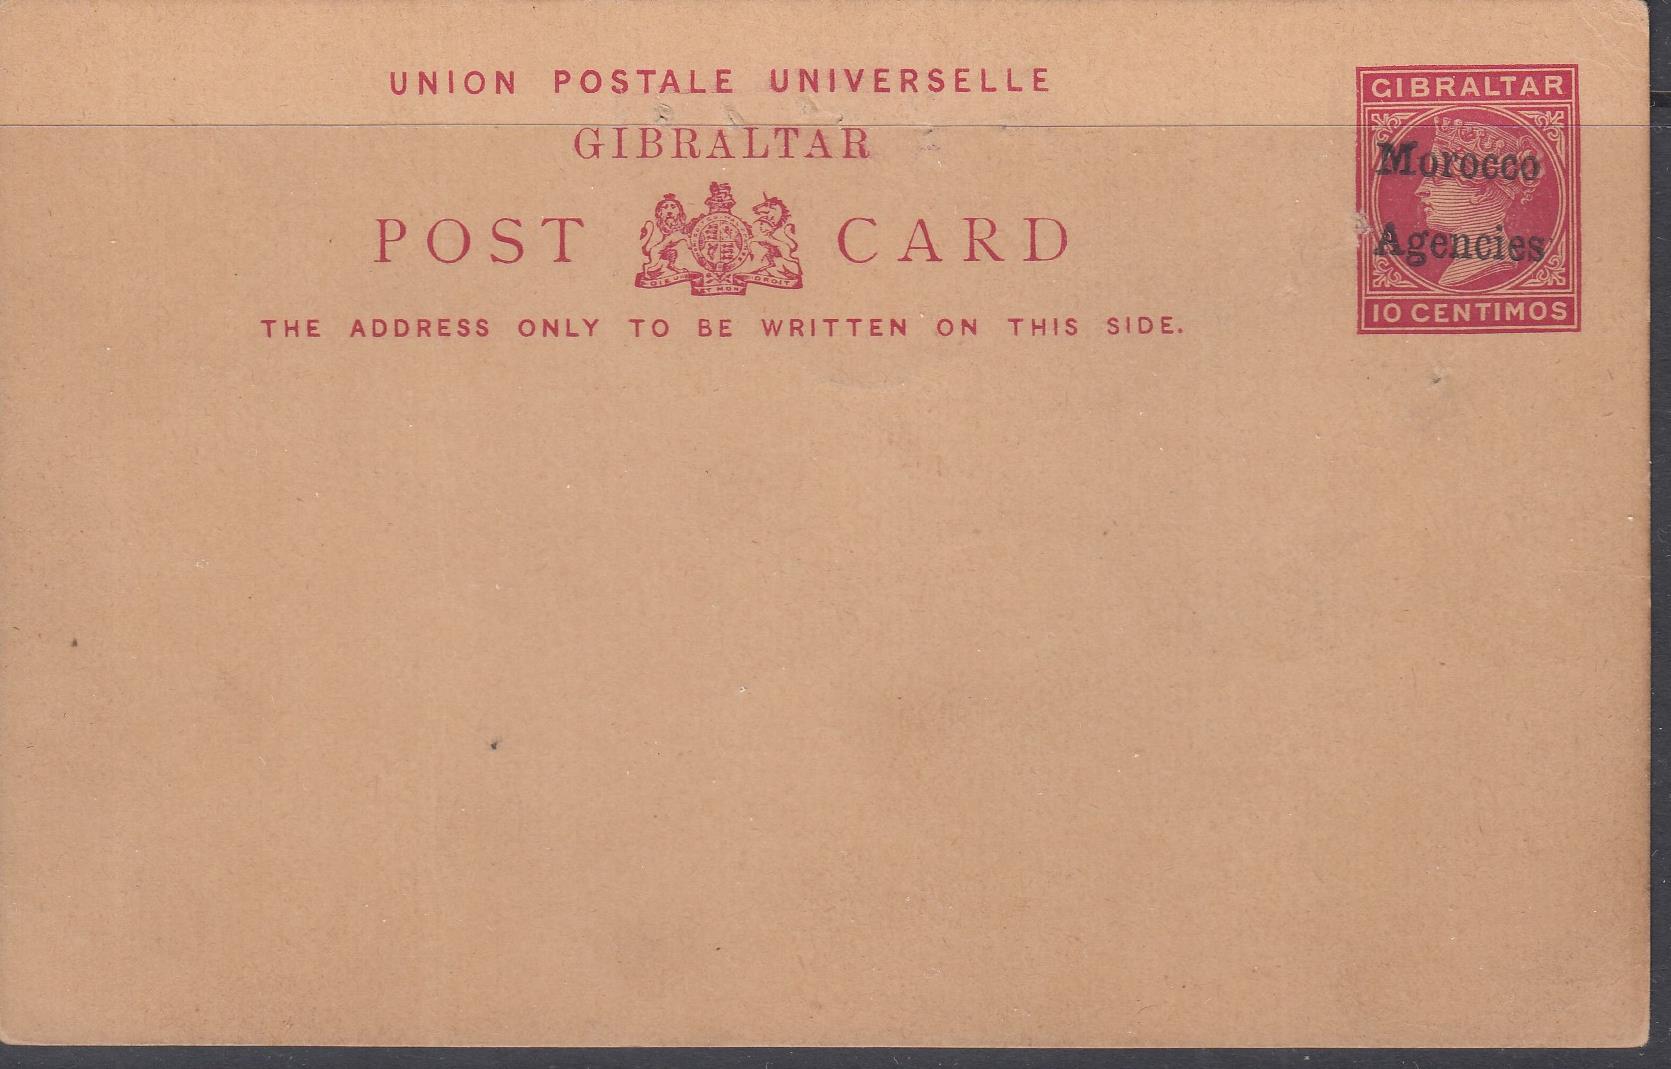 UNION POSTALE UNIVERSELLE
GIBRALTAR
POST CARD
DIEU ET MON DROIT
THE ADDRESS ONLY TO BE WRITTEN ON THIS SIDE.
GIBRALTAR
Morocco
Agencies
10 CENTIMOS